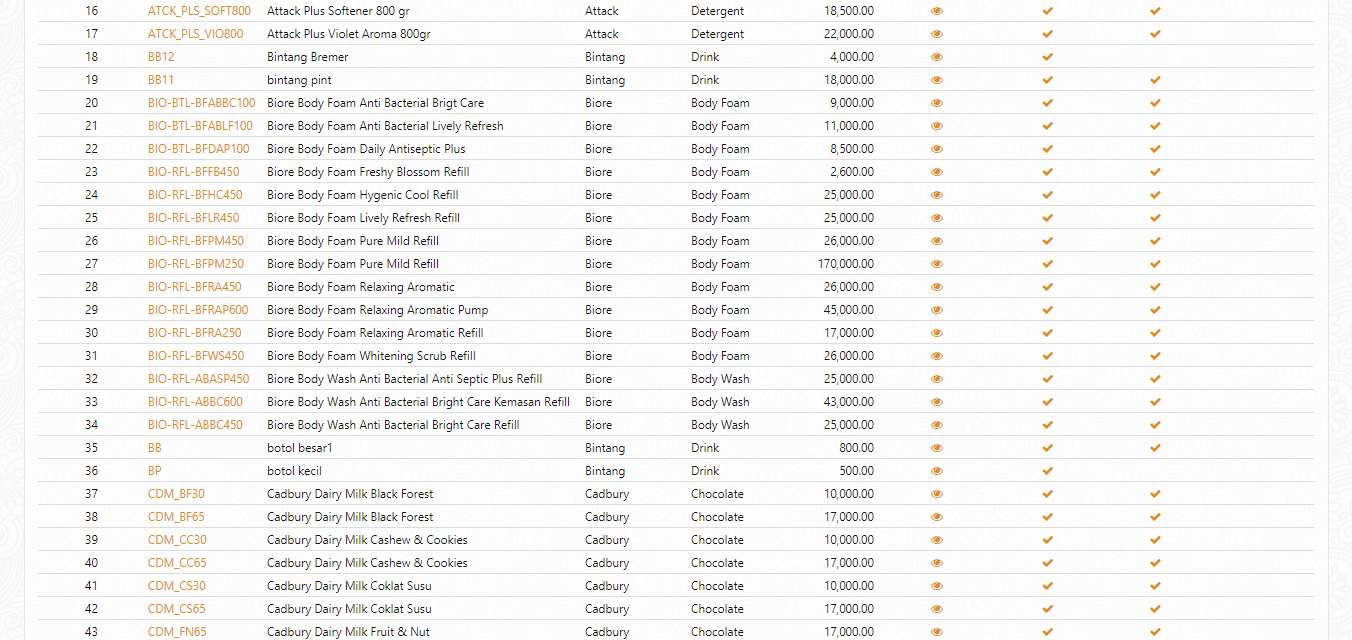 16 ATCK_PLS_SOFT800 Attack Plus Softener 800 gr Attack Detergent 18,500.00
17 ATCK_PLS_VIO800 Attack Plus Violet Aroma 800gr Attack Detergent 22,000.00
18 BB12 Bintang Bremer Bintang Drink 4,000.00
19 BB11 bintang pint Bintang Drink 18,000.00
20 BIO-BTL-BFABBC100 Biore Body Foam Anti Bacterial Brigt Care Biore Body Foam 9,000.00
21 BIO-BTL-BFABLF100 Biore Body Foam Anti Bacterial Lively Refresh Biore Body Foam 11,000.00
22 BIO-BTL-BFDAP100 Biore Body Foam Daily Antiseptic Plus Biore Body Foam 8,500.00
23 BIO-RFL-BFFB450 Biore Body Foam Freshy Blossom Refill Biore Body Foam 2,600.00
24 BIO-RFL-BFHC450 Biore Body Foam Hygenic Cool Refill Biore Body Foam 25,000.00
25 BIO-RFL-BFLR450 Biore Body Foam Lively Refresh Refill Biore Body Foam 25,000.00
26 BIO-RFL-BFPM450 Biore Body Foam Pure Mild Refill Biore Body Foam 26,000.00
27 BIO-RFL-BFPM250 Biore Body Foam Pure Mild Refill Biore Body Foam 170,000.00
28 BIO-RFL-BFRA450 Biore Body Foam Relaxing Aromatic Biore Body Foam 26,000.00
29 BIO-RFL-BFRAP600 Biore Body Foam Relaxing Aromatic Pump Biore Body Foam 45,000.00
30 BIO-RFL-BFRA250 Biore Body Foam Relaxing Aromatic Refill Biore Body Foam 17,000.00
31 BIO-RFL-BFWS450 Biore Body Foam Whitening Scrub Refill Biore Body Foam 26,000.00
32 BIO-RFL-ABASP450 Biore Body Wash Anti Bacterial Anti Septic Plus Refill Biore Body Wash 25,000.00
33 BIO-RFL-ABBC600 Biore Body Wash Anti Bacterial Bright Care Kemasan Refill Biore Body Wash 43,000.00
34 BIO-RFL-ABBC450 Biore Body Wash Anti Bacterial Bright Care Refill Biore Body Wash 25,000.00
35 BB botol besar1 Bintang Drink 800.00
36 BP botol kecil Bintang Drink 500.00
37 CDM_BF30 Cadbury Dairy Milk Black Forest Cadbury Chocolate 10,000.00
38 CDM_BF65 Cadbury Dairy Milk Black Forest Cadbury Chocolate 17,000.00
39 CDM_CC30 Cadbury Dairy Milk Cashew & Cookies Cadbury Chocolate 10,000.00
40 CDM_CC65 Cadbury Dairy Milk Cashew & Cookies Cadbury Chocolate 17,000.00
41 CDM_CS30 Cadbury Dairy Milk Coklat Susu Cadbury Chocolate 10,000.00
42 CDM_CS65 Cadbury Dairy Milk Coklat Susu Cadbury Chocolate 17,000.00
43 CDM_FN65 Cadbury Dairy Milk Fruit & Nut Cadbury Chocolate 17,000.00